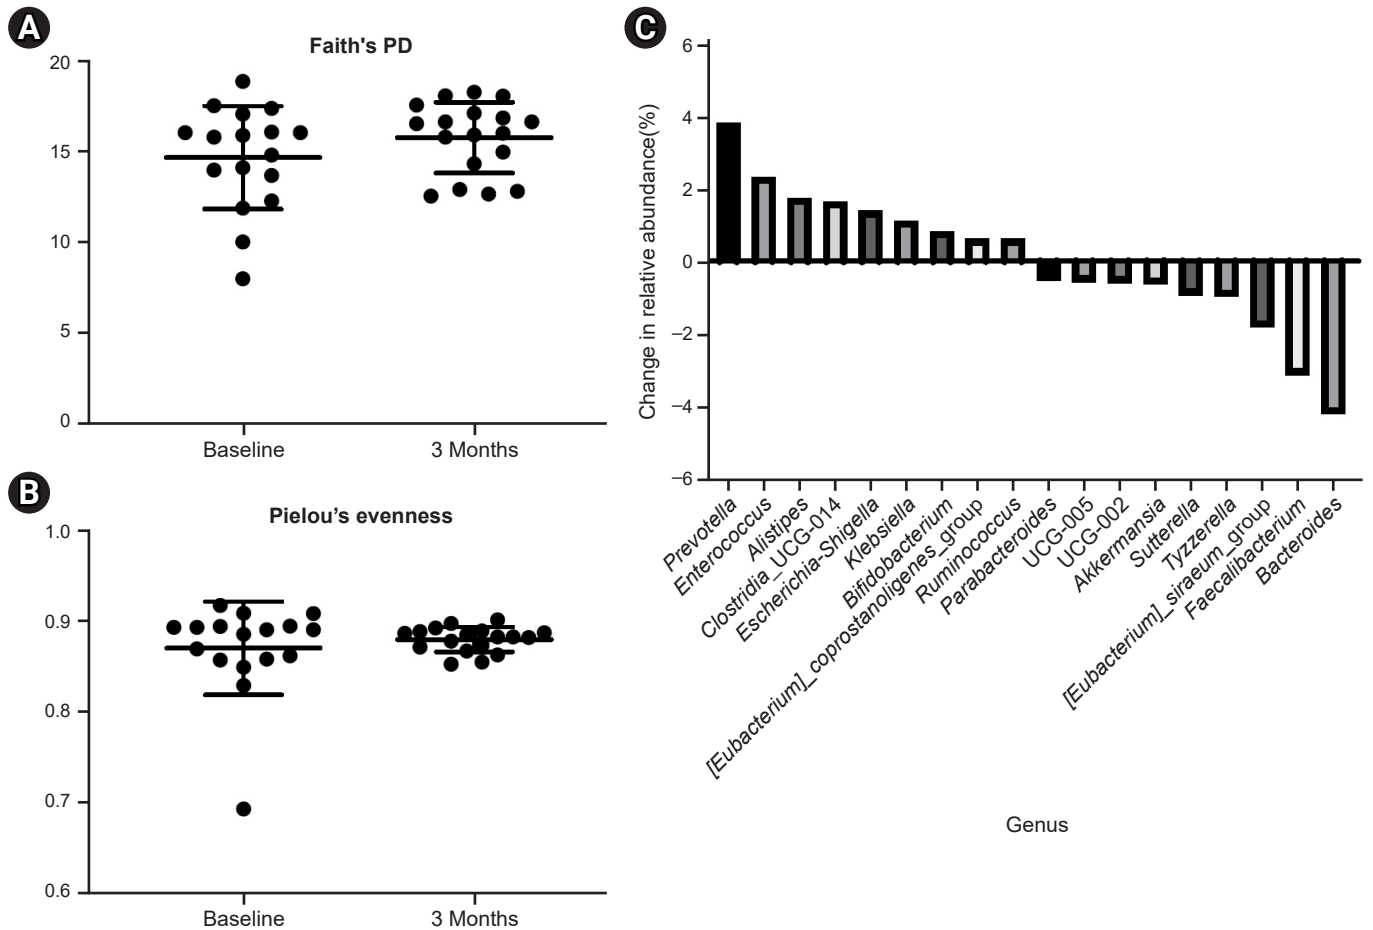 A
Faith's PD
20
15
10
5
0
Baseline
3 Months
B
Pielou’s evenness
1.0
0.9
0.8
0.7
0.6
Baseline
3 Months
C
Change in relative abundance(%)
6
4
2
0
−2
−4
−6
Prevotella
Enterococcus
Alistipes
Clostridia_UCG-014
Escherichia-Shigella
Klebsiella
Bifidobacterium
[Eubacterium]_coprostanoligenes_group
Ruminococcus
Parabacteroides
UCG-005
UCG-002
Akkermansia
Sutterella
Tyzzerella
[Eubacterium]_siraeum_group
Faecalibacterium
Bacteroides
Genus